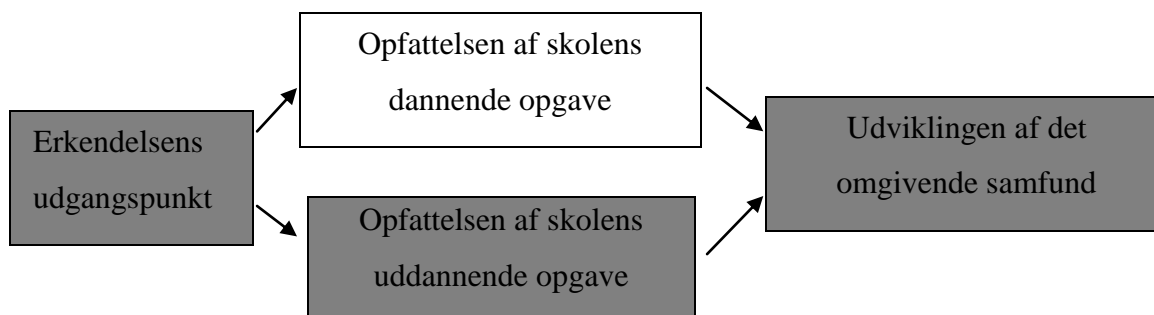 Erkendelsens
udgangspunkt
Opfattelsen af skolens
dannende opgave
Opfattelsen af skolens
uddannende opgave
Udviklingen af det
omgivende samfund